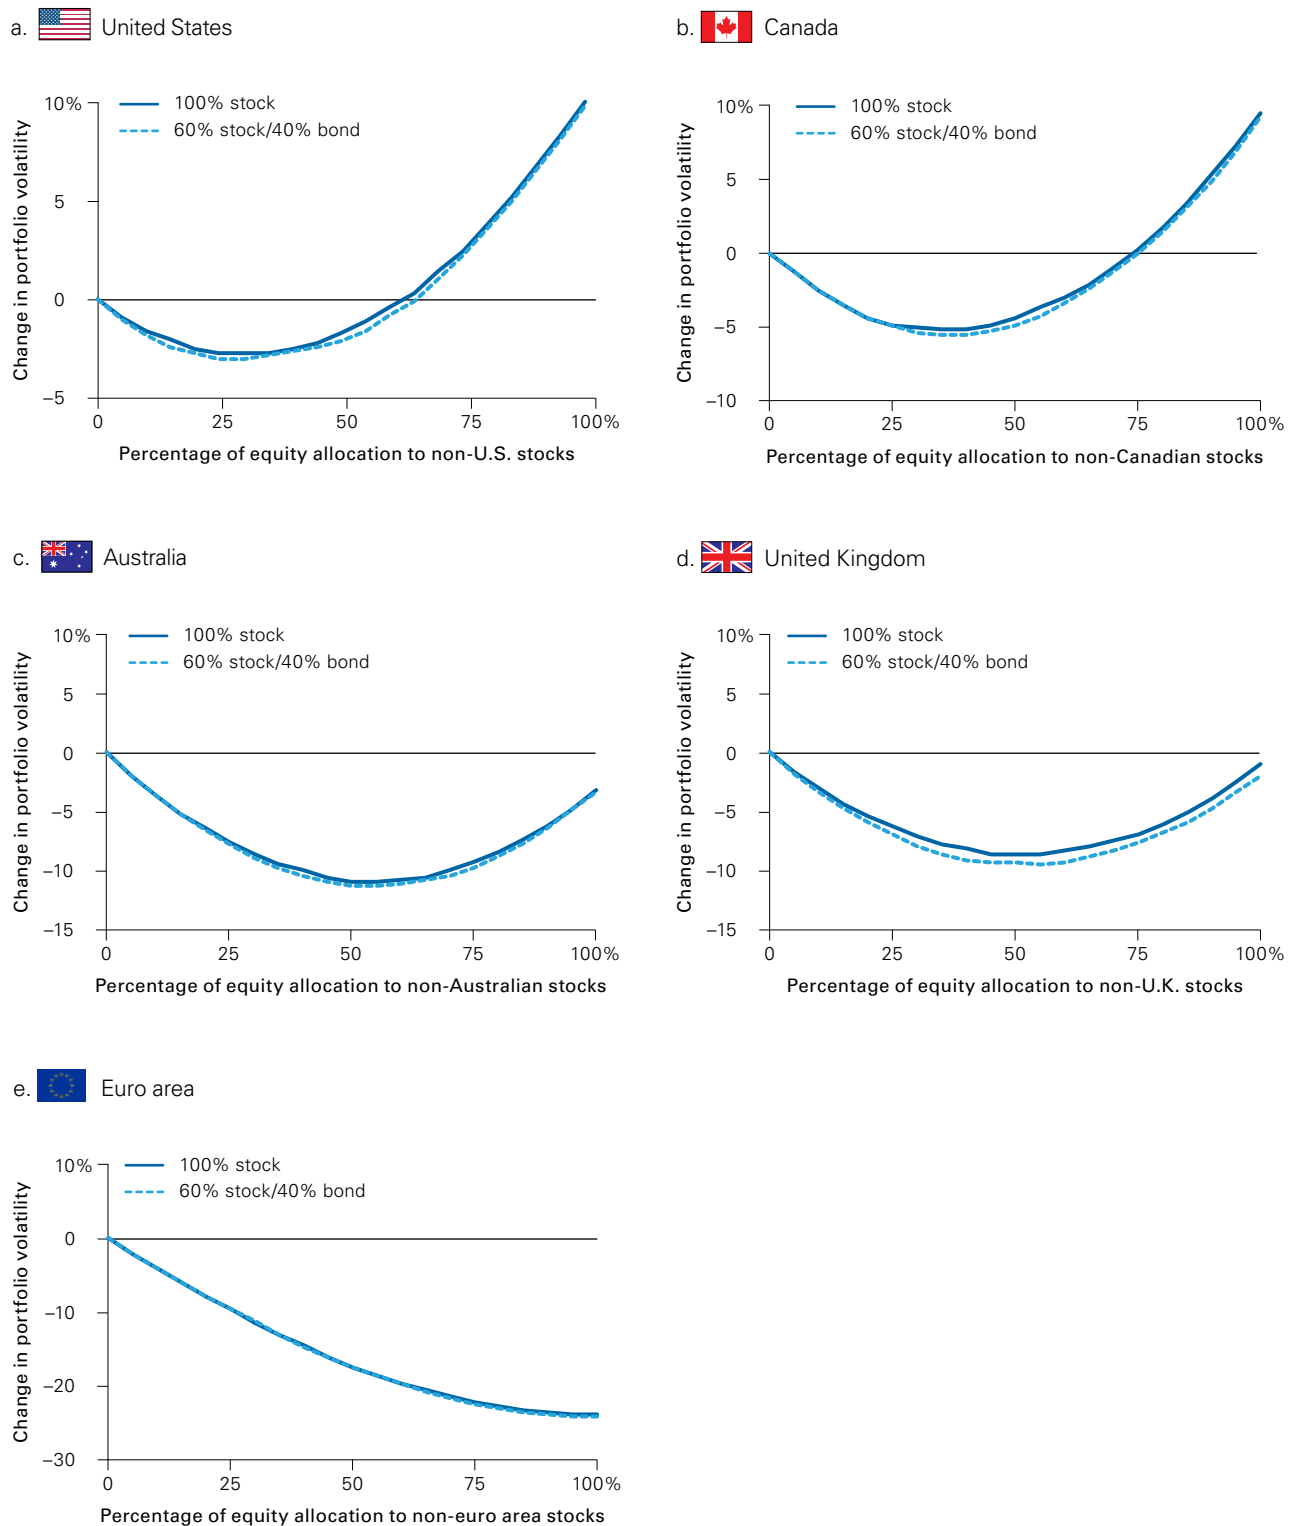 a. United States
10%
100% stock
60% stock/40% bond
5
0
–5
0 25 50 75 100%
Change in portfolio volatility
Percentage of equity allocation to non-U.S. stocks
b. Canada
10%
100% stock
60% stock/40% bond
5
0
–5
–10
0 25 50 75 100%
Change in portfolio volatility
Percentage of equity allocation to non-Canadian stocks
c. Australia
10%
100% stock
60% stock/40% bond
5
0
–5
–10
–15
0 25 50 75 100%
Change in portfolio volatility
Percentage of equity allocation to non-Australian stocks
d. United Kingdom
10%
100% stock
60% stock/40% bond
5
0
–5
–10
–15
0 25 50 75 100%
Change in portfolio volatility
Percentage of equity allocation to non-U.K. stocks
e. Euro area
10%
100% stock
60% stock/40% bond
0
–10
–20
–30
0 25 50 75 100%
Change in portfolio volatility
Percentage of equity allocation to non-euro area stocks